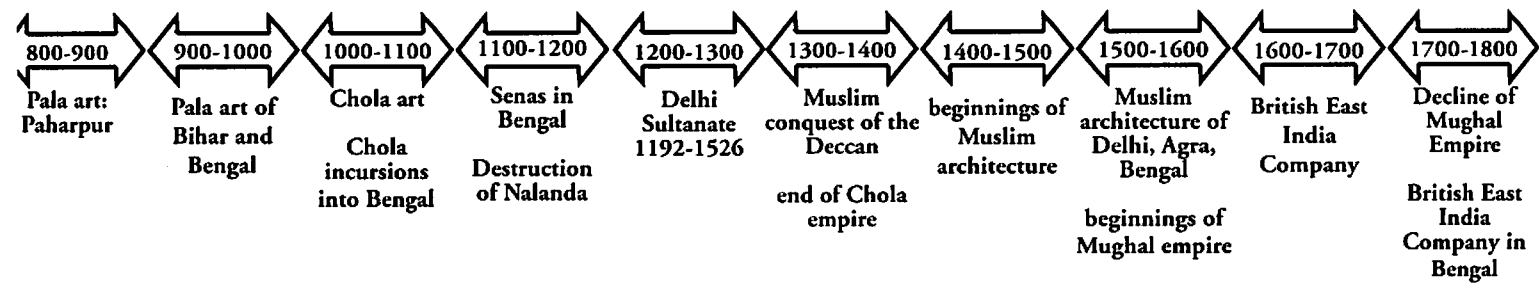 800-900
900-1000
1000-1100
1100-1200
1200-1300
1300-1400
1400-1500
1500-1600
1600-1700
1700-1800
Pala art:
Paharpur
Pala art of
Bihar and
Bengal
Chola art
Chola
incursions
into Bengal
Senas in
Bengal
Destruction
of Nalanda
Delhi
Sultanate
1192-1526
Muslim
conquest of the
Deccan
end of Chola
empire
beginnings of
Muslim
architecture
Muslim
architecture of
Delhi, Agra,
Bengal
beginnings of
Mughal empire
British East
India
Company
Decline of
Mughal
Empire
British East
India
Company in
Bengal